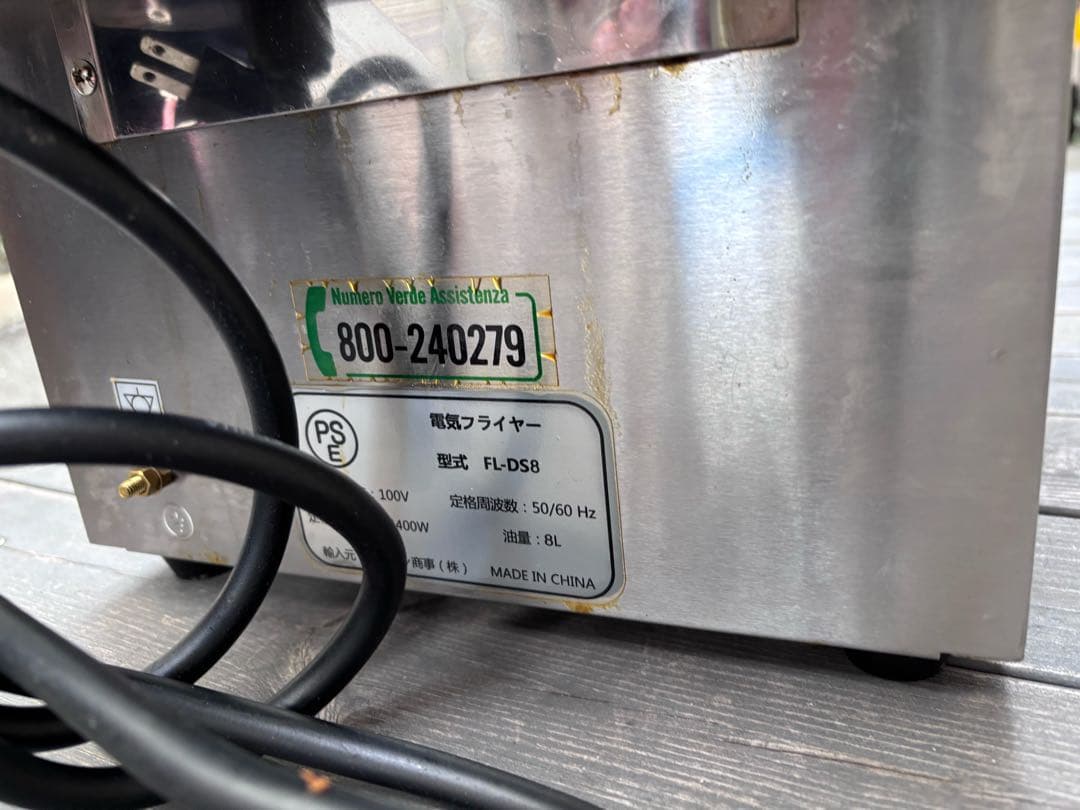 Numero Verde Assistenza
800-240279
PS
E
電気フライヤー
型式 FL-DS8
: 100V
定格周波数 : 50/60 Hz
400W
油量 : 8L
輸入元
商事 ( 株 )
MADE IN CHINA